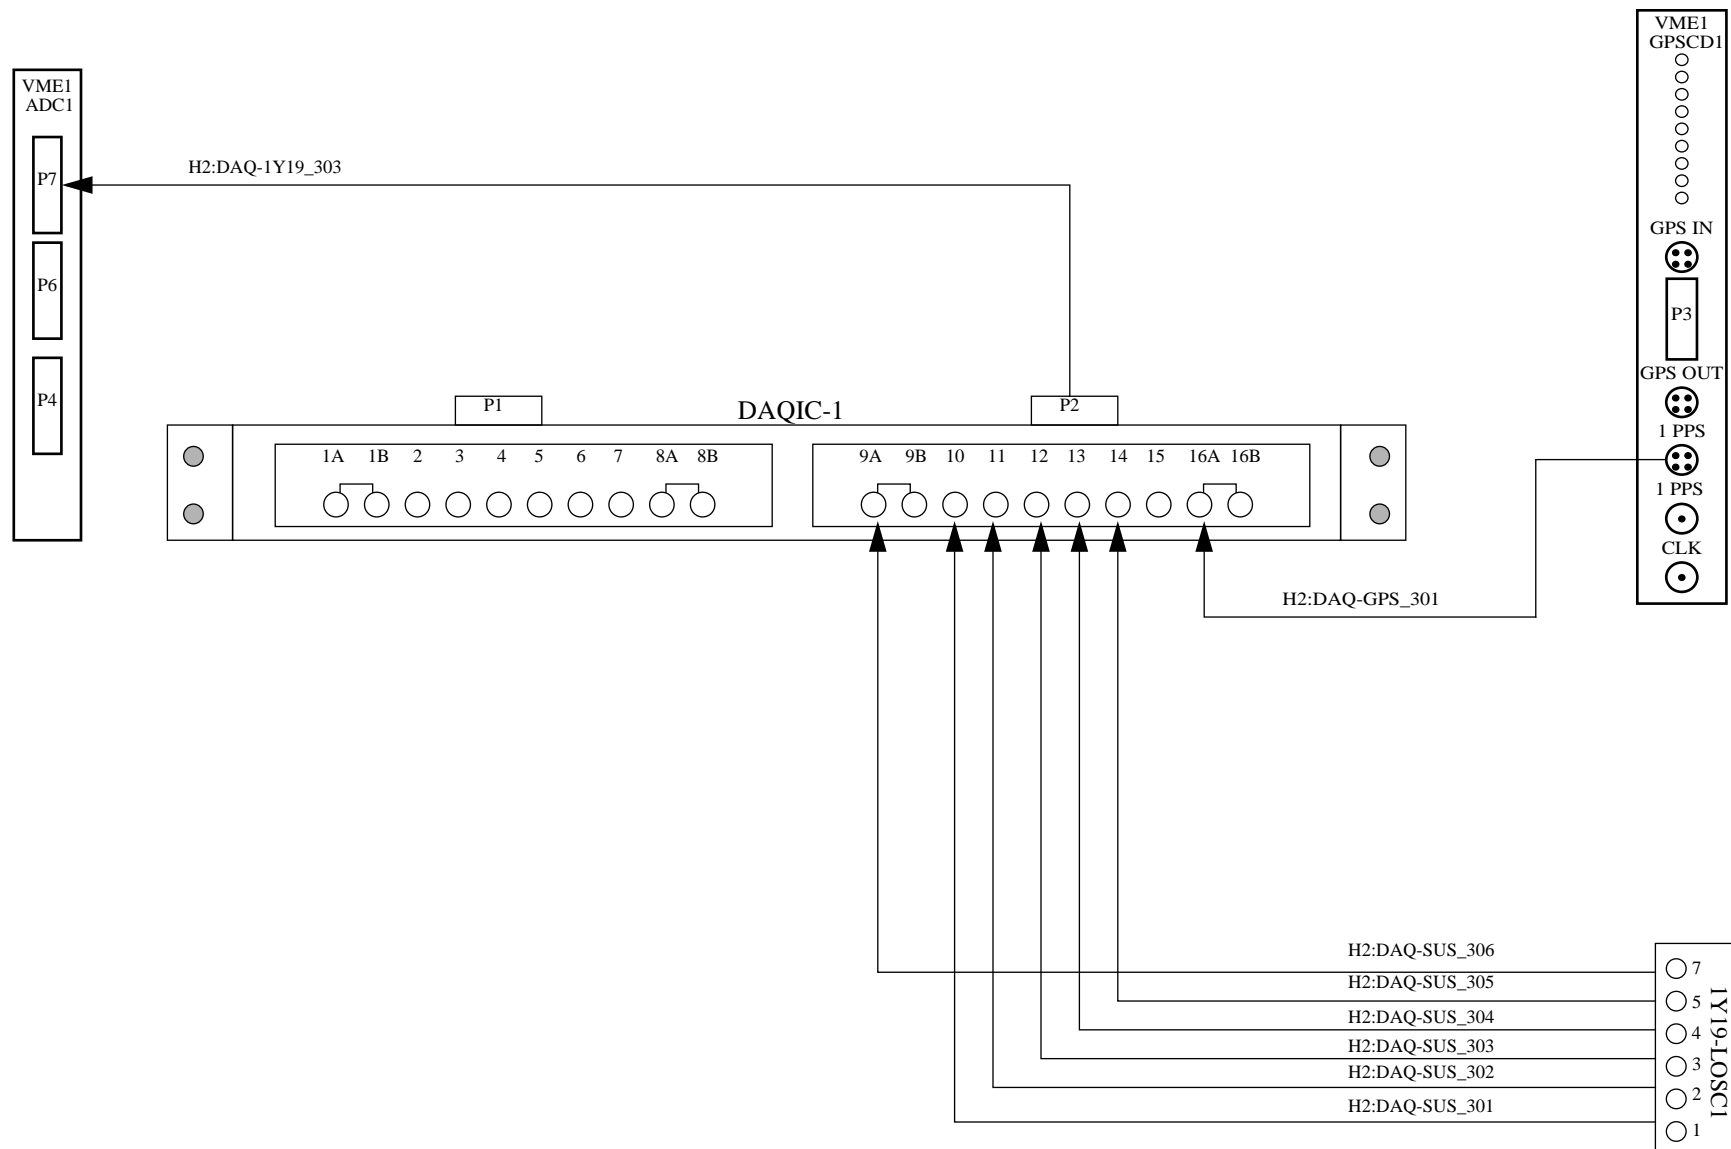 VME1
GPSCD1
VME1
ADC1
H2:DAQ-1Y19_303
P7
GPS IN
P6
P3
GPS OUT
P4
P1
DAQIC-1
P2
1 PPS
1A 1B 2 3 4 5 6 7 8A 8B
9A 9B 10 11 12 13 14 15 16A 16B
1 PPS
CLK
H2:DAQ-GPS_301
H2:DAQ-SUS_306
7
H2:DAQ-SUS_305
5
H2:DAQ-SUS_304
4
H2:DAQ-SUS_303
3
H2:DAQ-SUS_302
2
H2:DAQ-SUS_301
1
1Y19-LOSC1